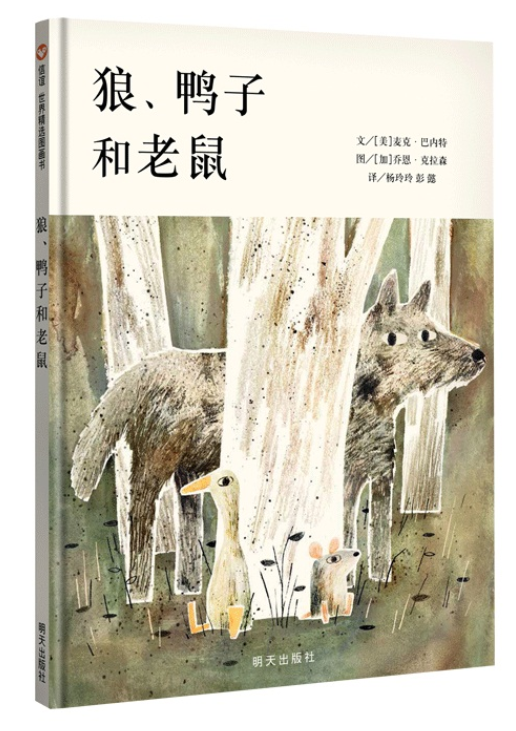 狼、鸭子
和老鼠
文／[美]麦克·巴内特
图／[加]乔恩·克拉森
译／杨玲玲 彭懿
明天出版社
信谊 世界精选图画书
狼、鸭子和老鼠
明天出版社